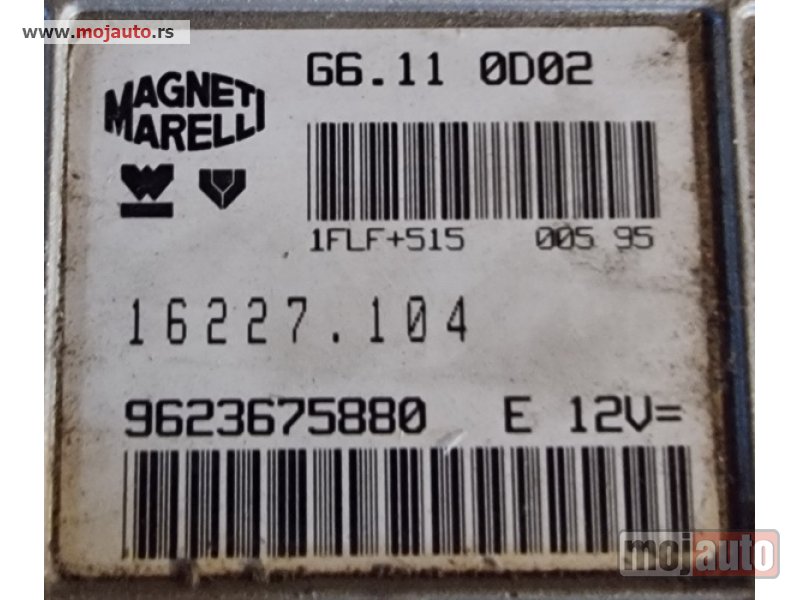 www.mojauto.rs
G6.11 0D02
MAGNETI
MARELLI
1FLF+515 005 95
16227.104
9623675880 E 12V=
mojauto